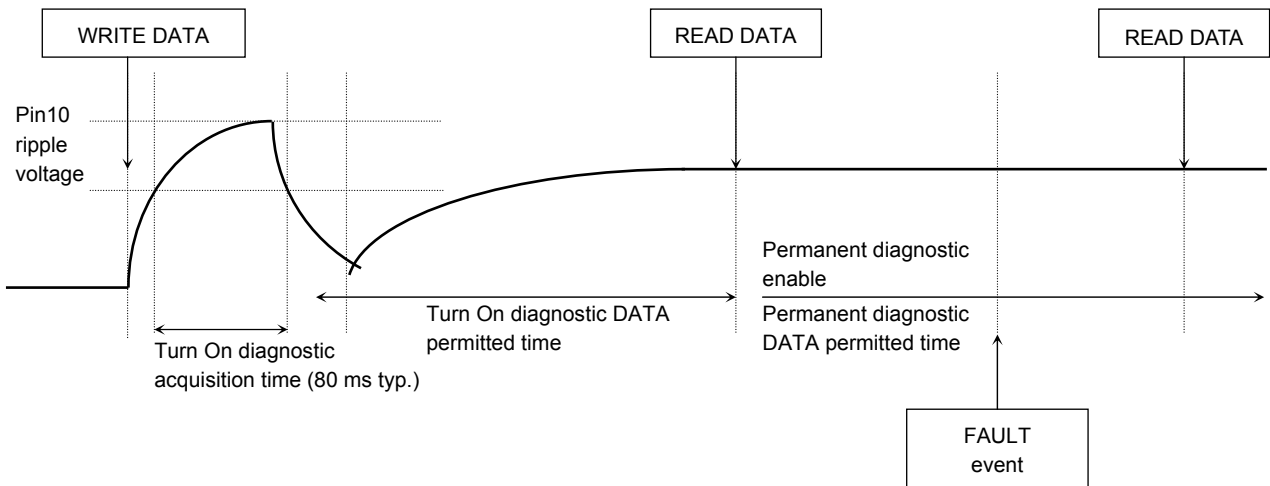 WRITE DATA
READ DATA
READ DATA
Pin10
ripple
voltage
Permanent diagnostic
enable
Turn On diagnostic DATA
permitted time
Permanent diagnostic
DATA permitted time
Turn On diagnostic
acquisition time (80 ms typ.)
FAULT
event